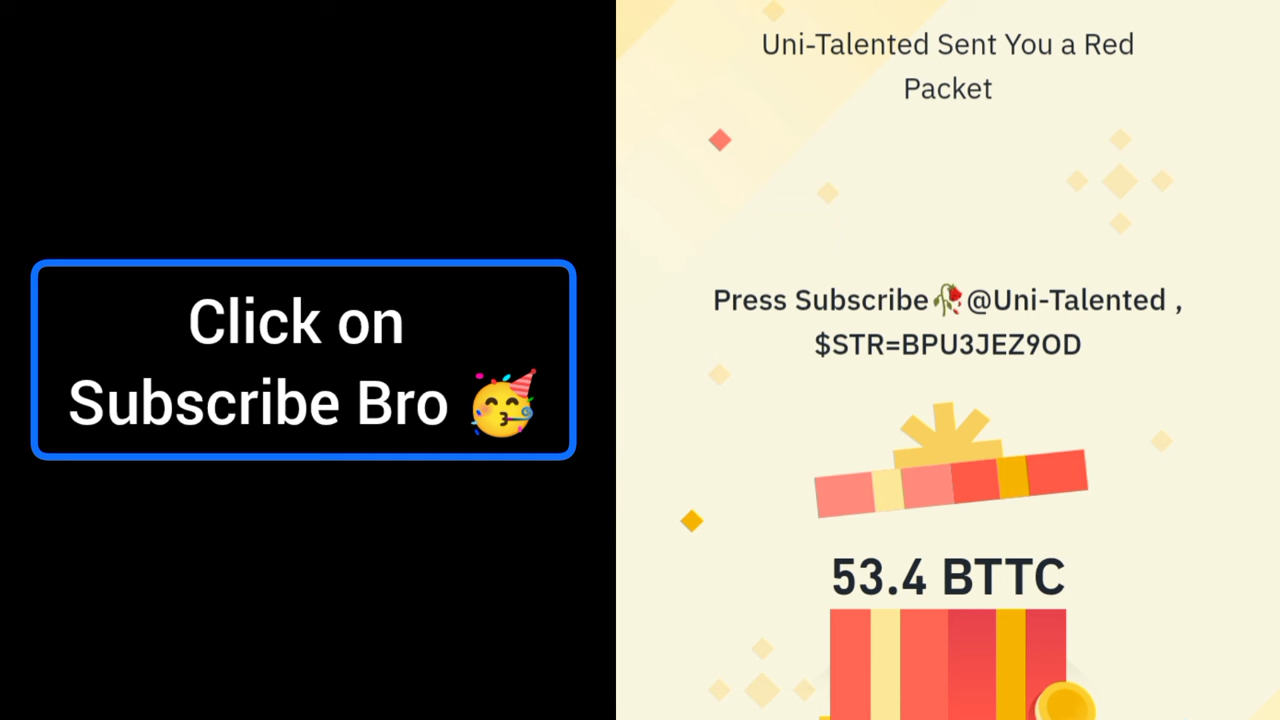 Click on
Subscribe Bro 🥳
Uni-Talented Sent You a Red
Packet
Press Subscribe🥀@Uni-Talented ,
$STR=BPU3JEZ9OD
53.4 BTTC